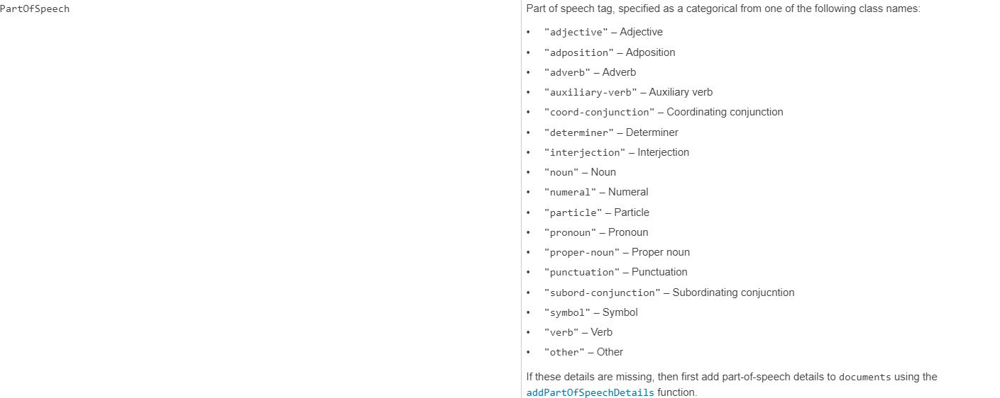 PartOfSpeech
Part of speech tag, specified as a categorical from one of the following class names:
• "adjective" – Adjective
• "adposition" – Adposition
• "adverb" – Adverb
• "auxiliary-verb" – Auxiliary verb
• "coord-conjunction" – Coordinating conjunction
• "determiner" – Determiner
• "interjection" – Interjection
• "noun" – Noun
• "numeral" – Numeral
• "particle" – Particle
• "pronoun" – Pronoun
• "proper-noun" – Proper noun
• "punctuation" – Punctuation
• "subord-conjunction" – Subordinating conjucntion
• "symbol" – Symbol
• "verb" – Verb
• "other" – Other
If these details are missing, then first add part-of-speech details to documents using the
addPartOfSpeechDetails function.